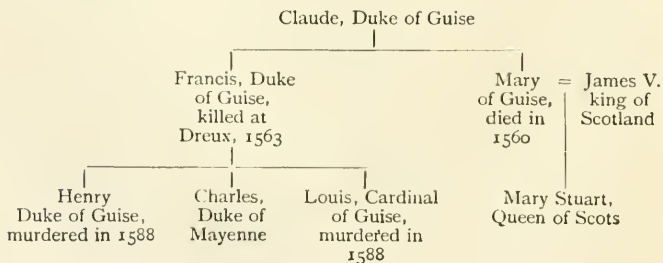 Claude, Duke of Guise
Francis, Duke
of Guise,
killed at
Dreux, 1563
Mary = James V.
of Guise, king of
died in Scotland
1560
Henry
Duke of Guise,
murdered in 1588
Charles,
Duke of
Mayenne
Louis, Cardinal
of Guise,
murdered in
1588
Mary Stuart,
Queen of Scots